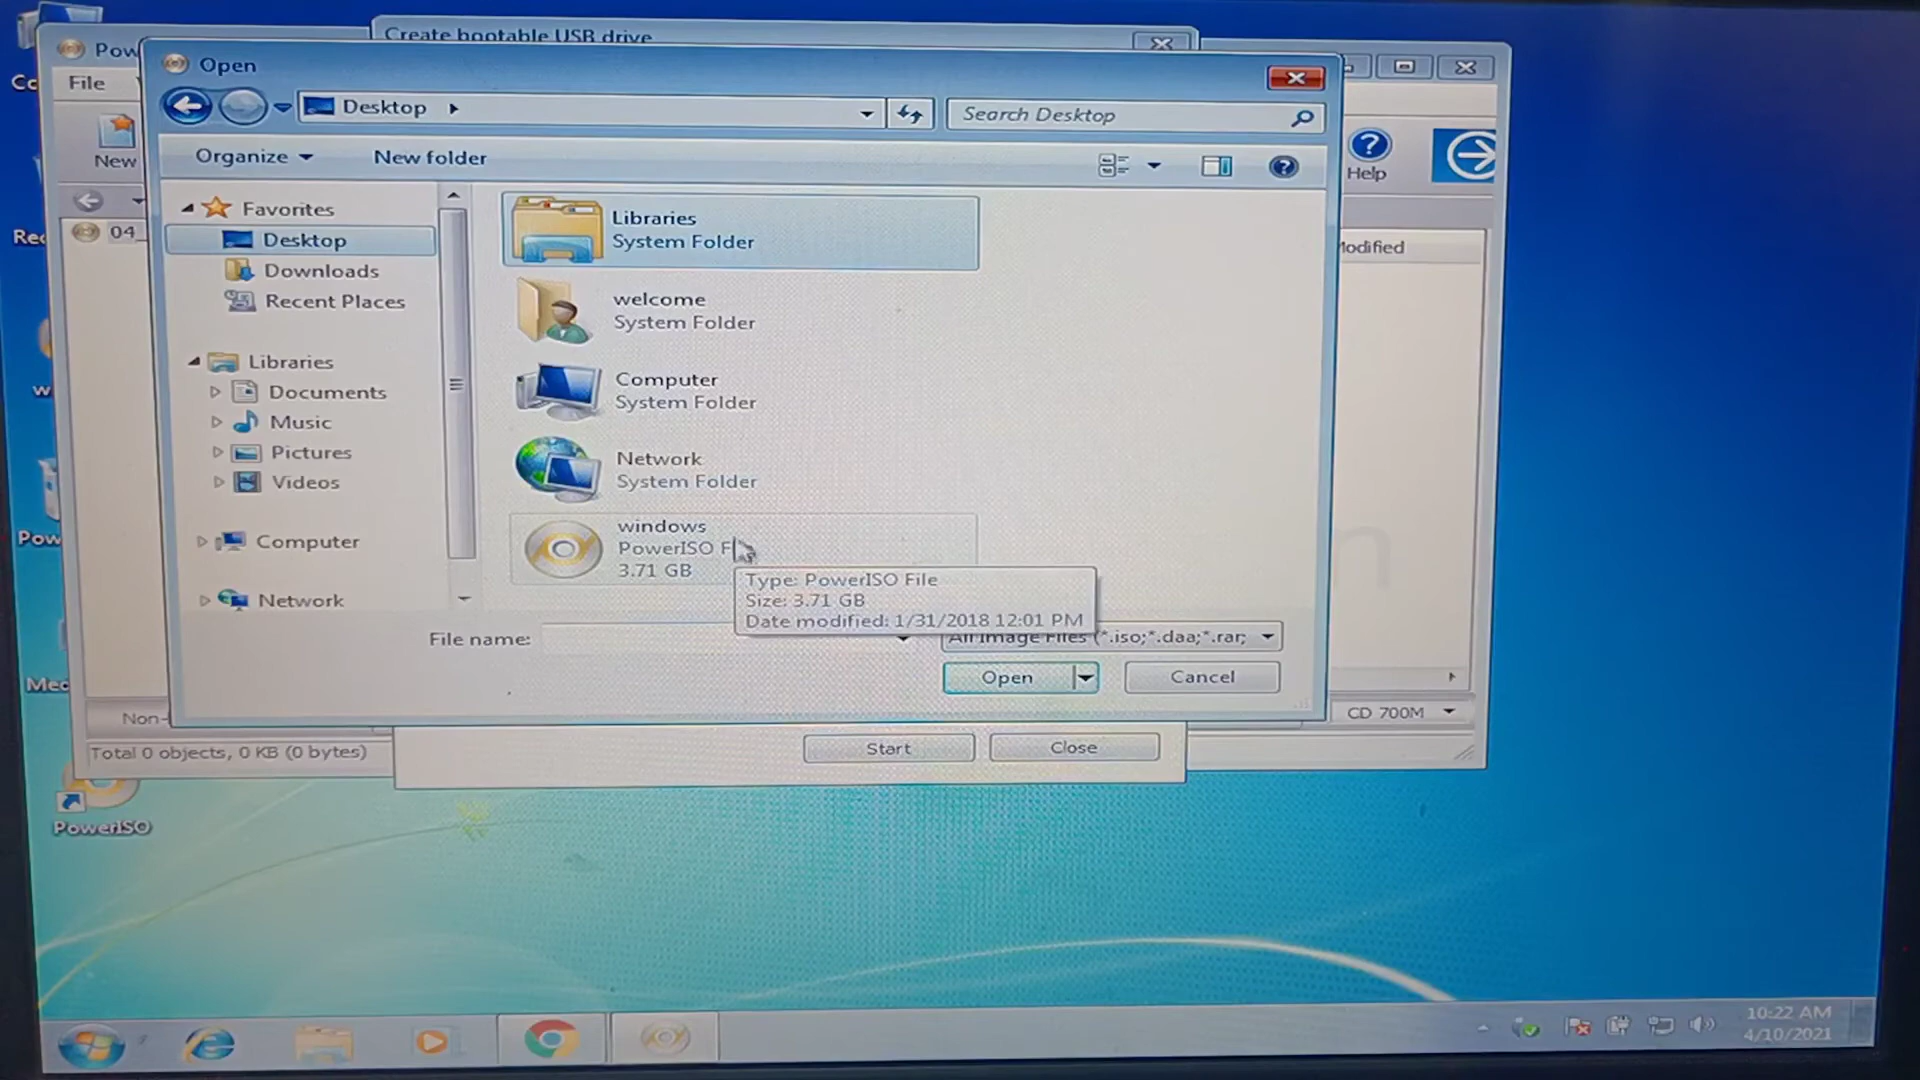 Create bootable USB drive
Pow
File
Open
Desktop
Search Desktop
Organize
New folder
New
Help
Favorites
Desktop
Downloads
Recent Places
Libraries
Documents
Music
Pictures
Videos
Computer
Network
04_
Libraries
System Folder
welcome
System Folder
Computer
System Folder
Network
System Folder
windows
PowerISO F
3.71 GB
Type: PowerISO File
Size: 3.71 GB
Date modified: 1/31/2018 12:01 PM
File name:
All Image Files (*.iso;*.daa;*.rar;
Open
Cancel
Modified
CD 700M
Non-
Total 0 objects, 0 KB (0 bytes)
Start
Close
Co
Rec
w
Pow
Med
PowerISO
10:22 AM
4/10/2021